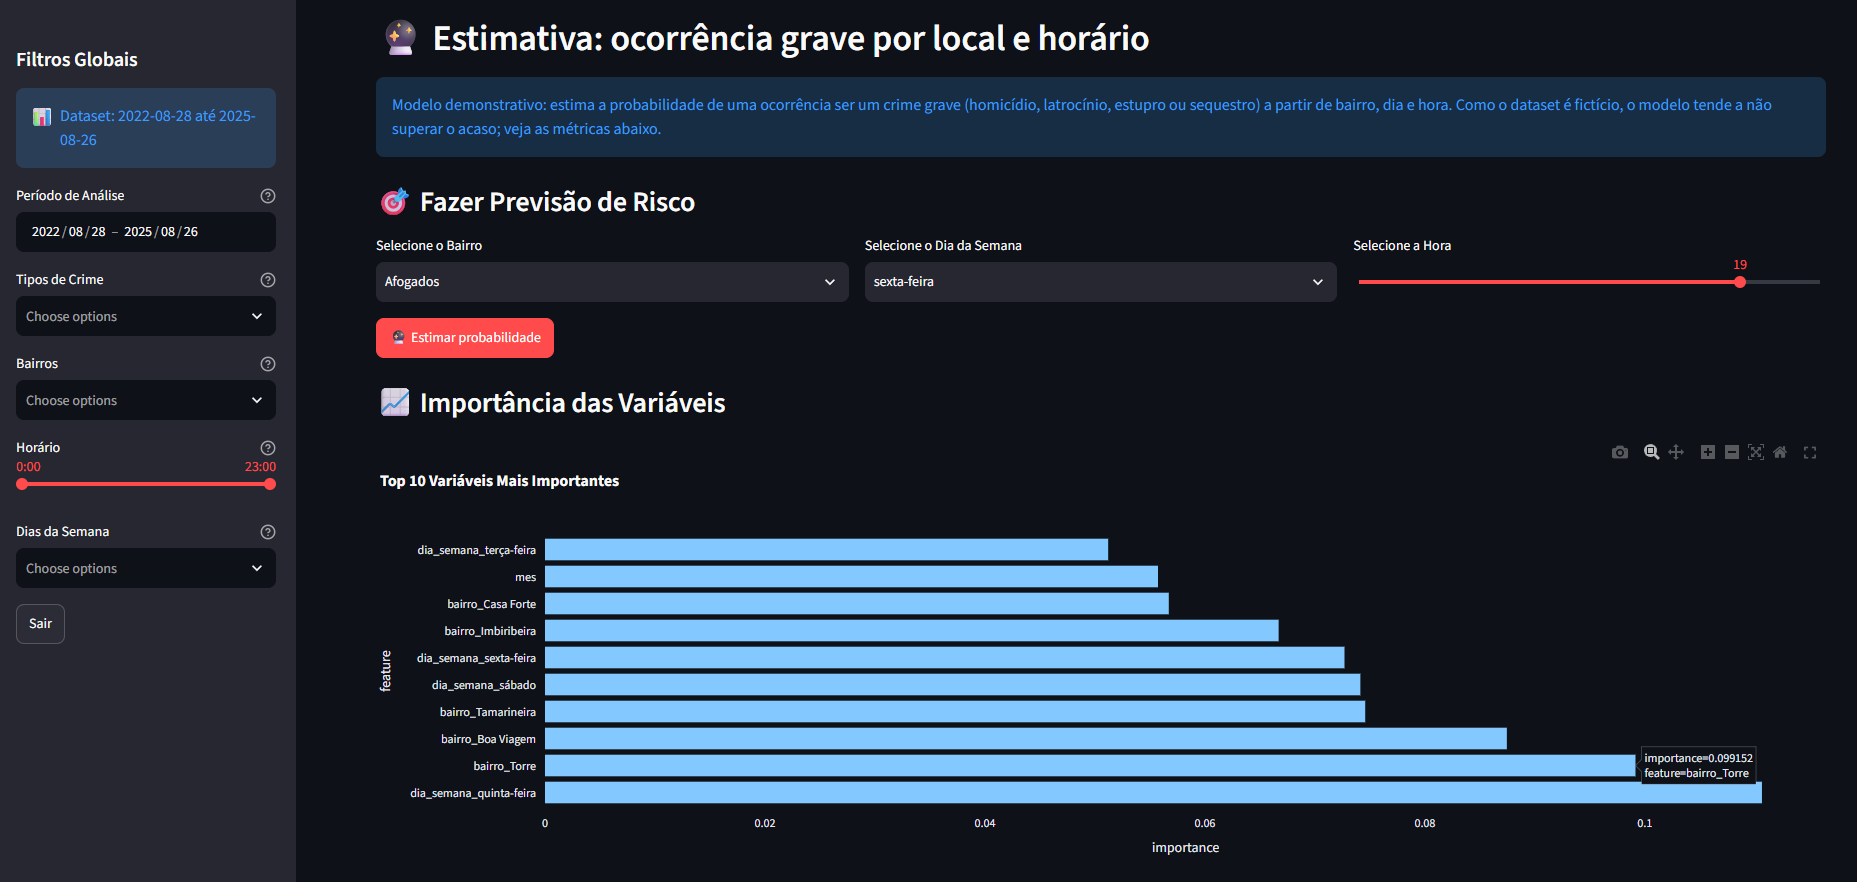 Filtros Globais
Dataset: 2022-08-28 até 2025-
08-26
Período de Análise
2022/08/28 – 2025/08/26
Tipos de Crime
Choose options
Bairros
Choose options
Horário
0:00 23:00
Dias da Semana
Choose options
Sair
Estimativa: ocorrência grave por local e horário
Modelo demonstrativo: estima a probabilidade de uma ocorrência ser um crime grave (homicídio, latrocínio, estupro ou sequestro) a partir de bairro, dia e hora. Como o dataset é fictício, o modelo tende a não
superar o acaso; veja as métricas abaixo.
Fazer Previsão de Risco
Selecione o Bairro
Afogados
Selecione o Dia da Semana
sexta-feira
Selecione a Hora
19
Estimar probabilidade
Importância das Variáveis
Top 10 Variáveis Mais Importantes
feature
dia_semana_terça-feira
mes
bairro_Casa Forte
bairro_Imbiribeira
dia_semana_sexta-feira
dia_semana_sábado
bairro_Tamarineira
bairro_Boa Viagem
bairro_Torre
dia_semana_quinta-feira
importance=0.099152
feature=bairro_Torre
0 0.02 0.04 0.06 0.08 0.1
importance